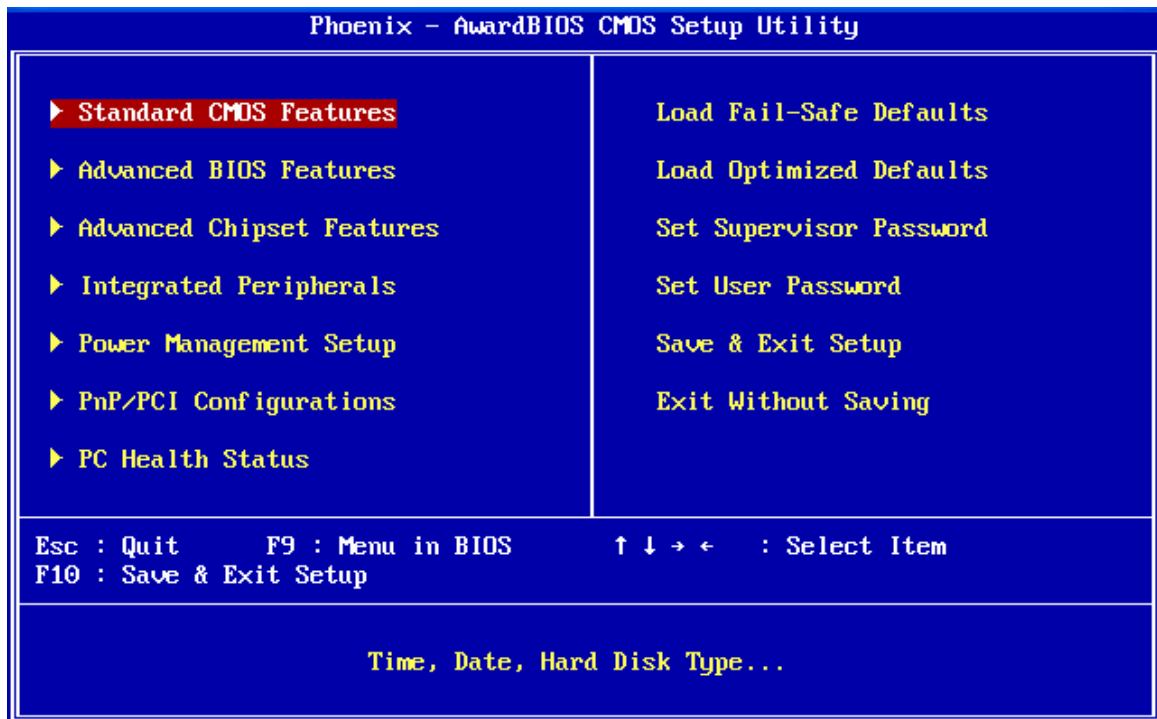 Phoenix - AwardBIOS CMOS Setup Utility
▶ Standard CMOS Features
▶ Advanced BIOS Features
▶ Advanced Chipset Features
▶ Integrated Peripherals
▶ Power Management Setup
▶ PnP/PCI Configurations
▶ PC Health Status
Load Fail-Safe Defaults
Load Optimized Defaults
Set Supervisor Password
Set User Password
Save & Exit Setup
Exit Without Saving
Esc : Quit F9 : Menu in BIOS ↑ ↓ → ← : Select Item
F10 : Save & Exit Setup
Time, Date, Hard Disk Type...